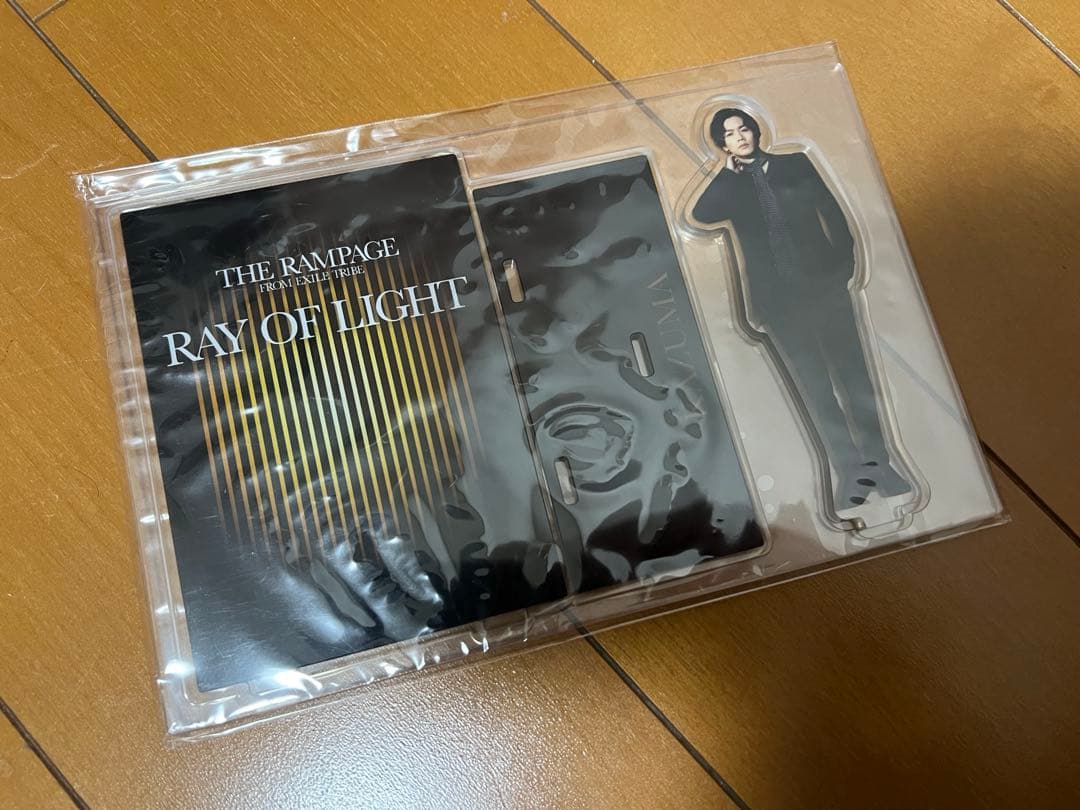 THE RAMPAGE
FROM EXILE TRIBE
RAY OF LIGHT